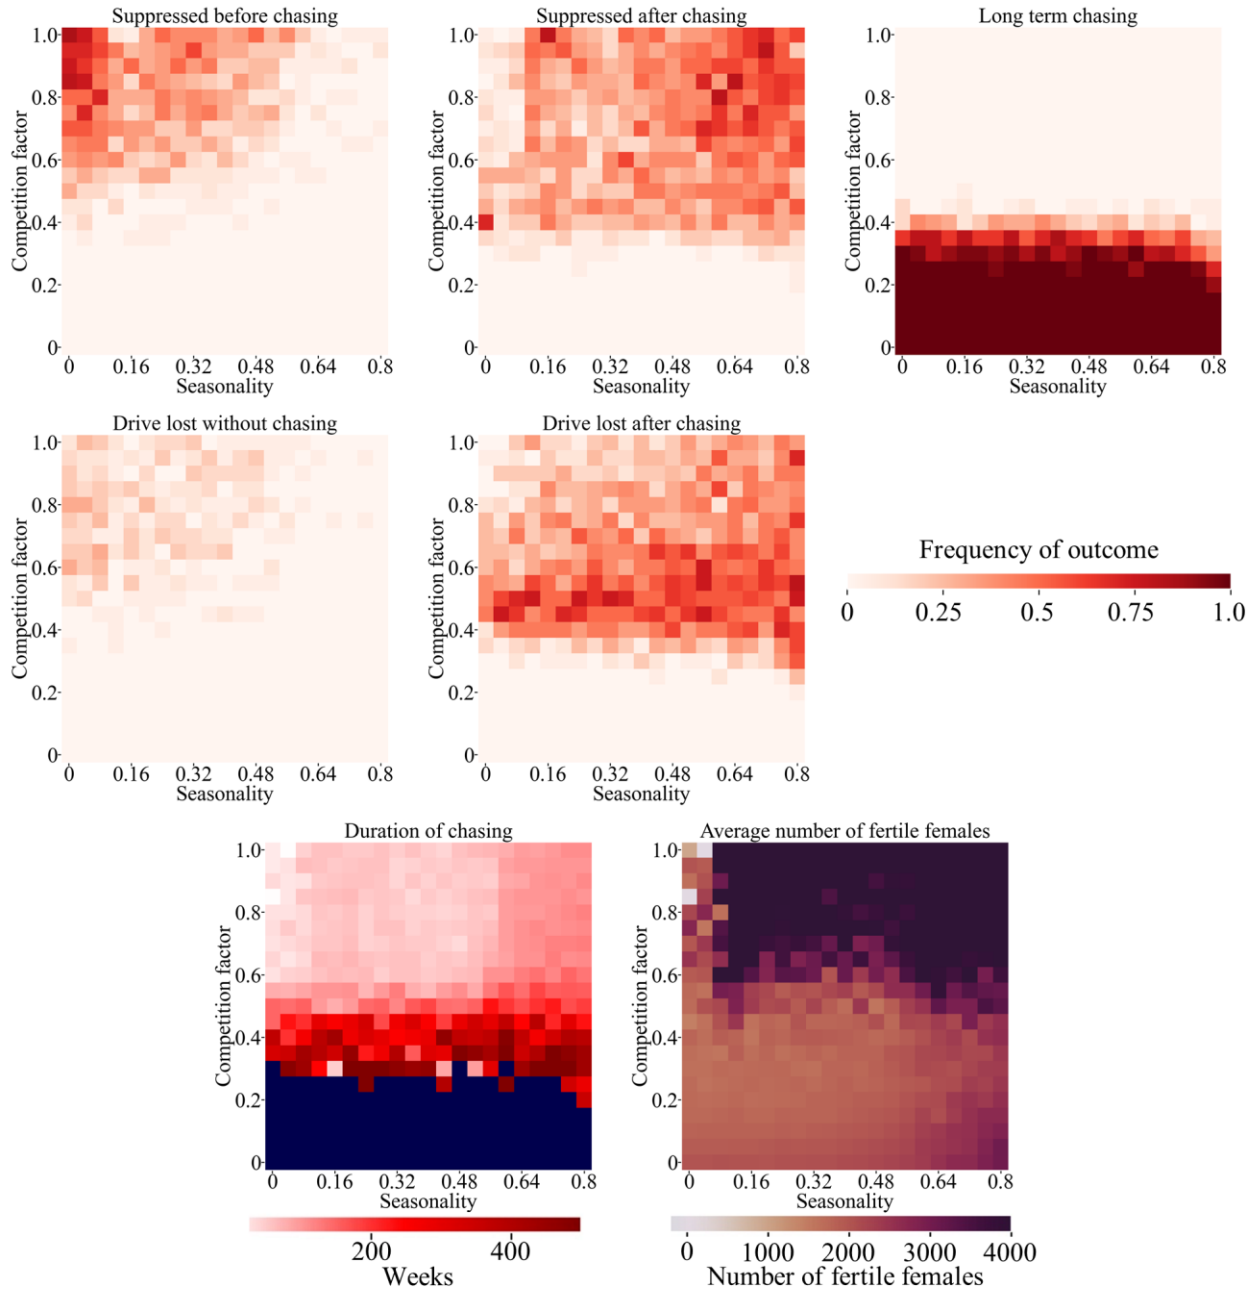 Suppressed before chasing
Competition factor
1.0
0.8
0.6
0.4
0.2
0
0 0.16 0.32 0.48 0.64 0.8
Seasonality
Suppressed after chasing
Competition factor
1.0
0.8
0.6
0.4
0.2
0
0 0.16 0.32 0.48 0.64 0.8
Seasonality
Long term chasing
Competition factor
1.0
0.8
0.6
0.4
0.2
0
0 0.16 0.32 0.48 0.64 0.8
Seasonality
Drive lost without chasing
Competition factor
1.0
0.8
0.6
0.4
0.2
0
0 0.16 0.32 0.48 0.64 0.8
Seasonality
Drive lost after chasing
Competition factor
1.0
0.8
0.6
0.4
0.2
0
0 0.16 0.32 0.48 0.64 0.8
Seasonality
Frequency of outcome
0 0.25 0.5 0.75 1.0
Duration of chasing
Competition factor
1.0
0.8
0.6
0.4
0.2
0
0 0.16 0.32 0.48 0.64 0.8
Seasonality
200 400
Weeks
Average number of fertile females
Competition factor
1.0
0.8
0.6
0.4
0.2
0
0 0.16 0.32 0.48 0.64 0.8
Seasonality
0 1000 2000 3000 4000
Number of fertile females